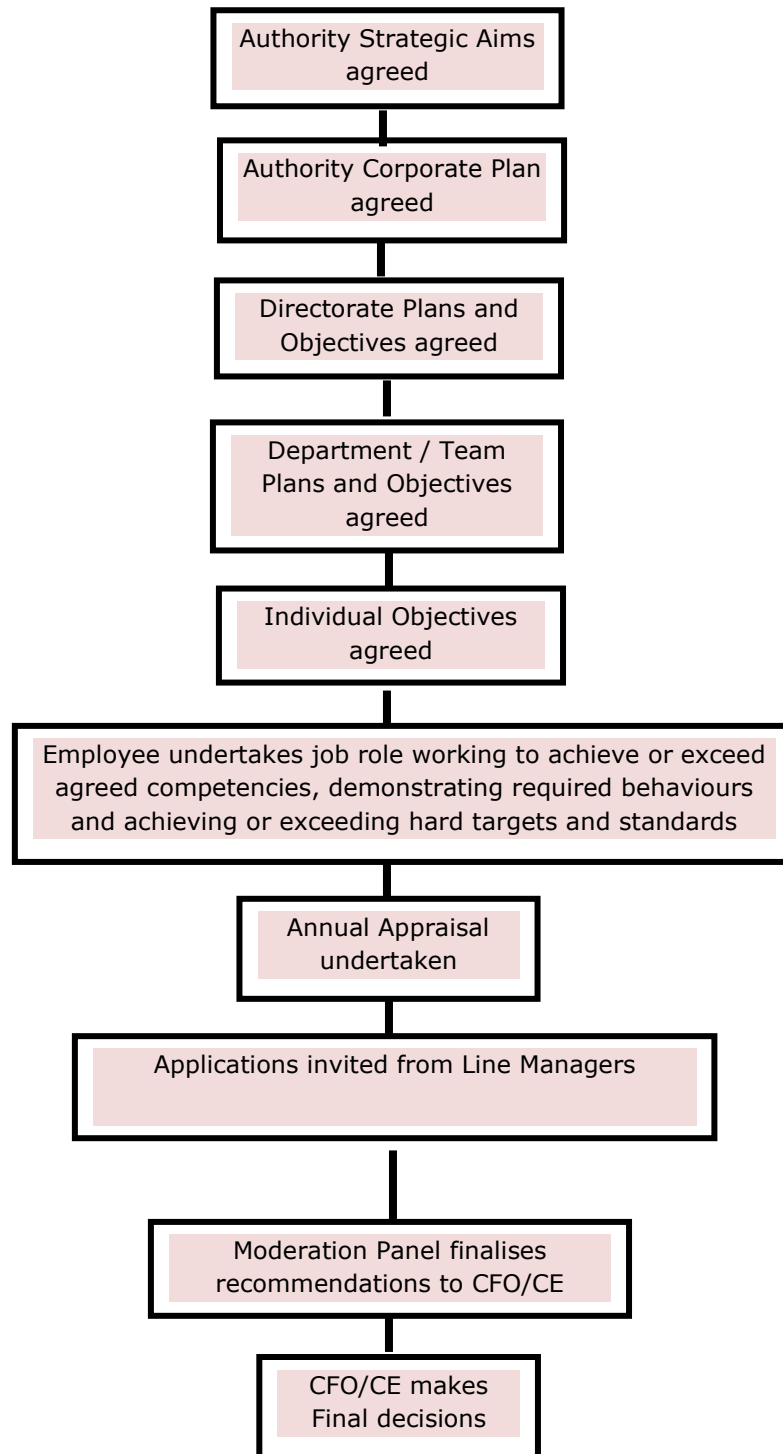 Authority Strategic Aims
agreed
Authority Corporate Plan
agreed
Directorate Plans and
Objectives agreed
Department / Team
Plans and Objectives
agreed
Individual Objectives
agreed
Employee undertakes job role working to achieve or exceed
agreed competencies, demonstrating required behaviours
and achieving or exceeding hard targets and standards
Annual Appraisal
undertaken
Applications invited from Line Managers
Moderation Panel finalises
recommendations to CFO/CE
CFO/CE makes
Final decisions